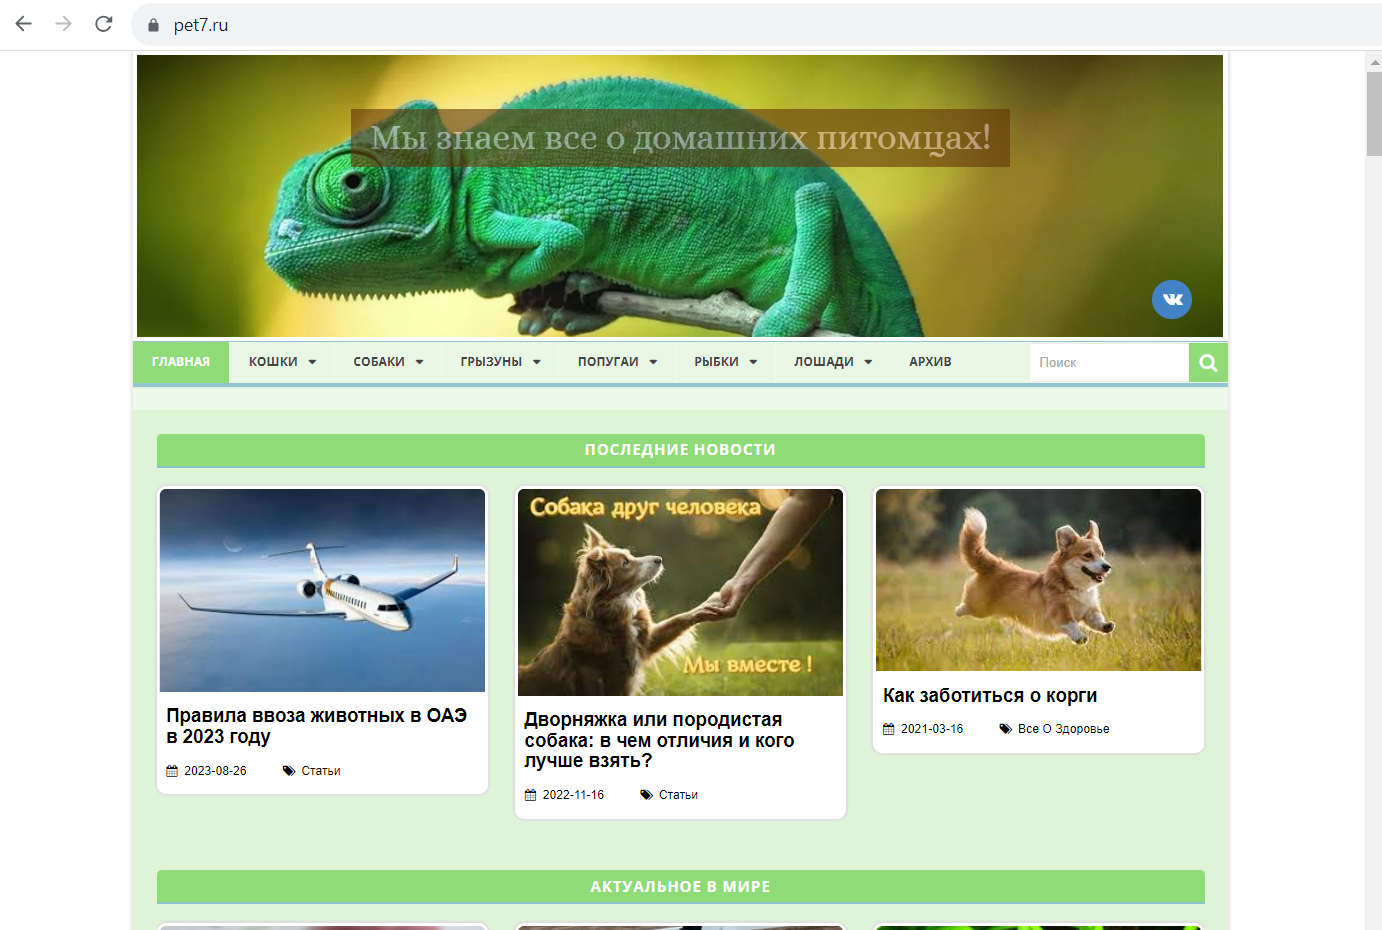 pet7.ru
Мы знаем все о домашних питомцах!
ГЛАВНАЯ КОШКИ СОБАКИ ГРЫЗУНЫ ПОПУГАИ РЫБКИ ЛОШАДИ АРХИВ Поиск
ПОСЛЕДНИЕ НОВОСТИ
Собака друг человека
Мы вместе !
Правила ввоза животных в ОАЭ
в 2023 году
2023-08-26 Статьи
Дворняжка или породистая
собака: в чем отличия и кого
лучше взять?
2022-11-16 Статьи
Как заботиться о корги
2021-03-16 Все О Здоровье
АКТУАЛЬНОЕ В МИРЕ